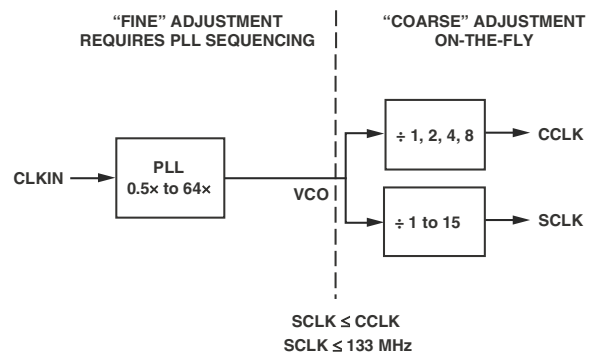 “FINE” ADJUSTMENT
REQUIRES PLL SEQUENCING
“COARSE” ADJUSTMENT
ON-THE-FLY
CLKIN
PLL
0.5× to 64×
VCO
÷ 1, 2, 4, 8
CCLK
÷ 1 to 15
SCLK
SCLK ≤ CCLK
SCLK ≤ 133 MHz